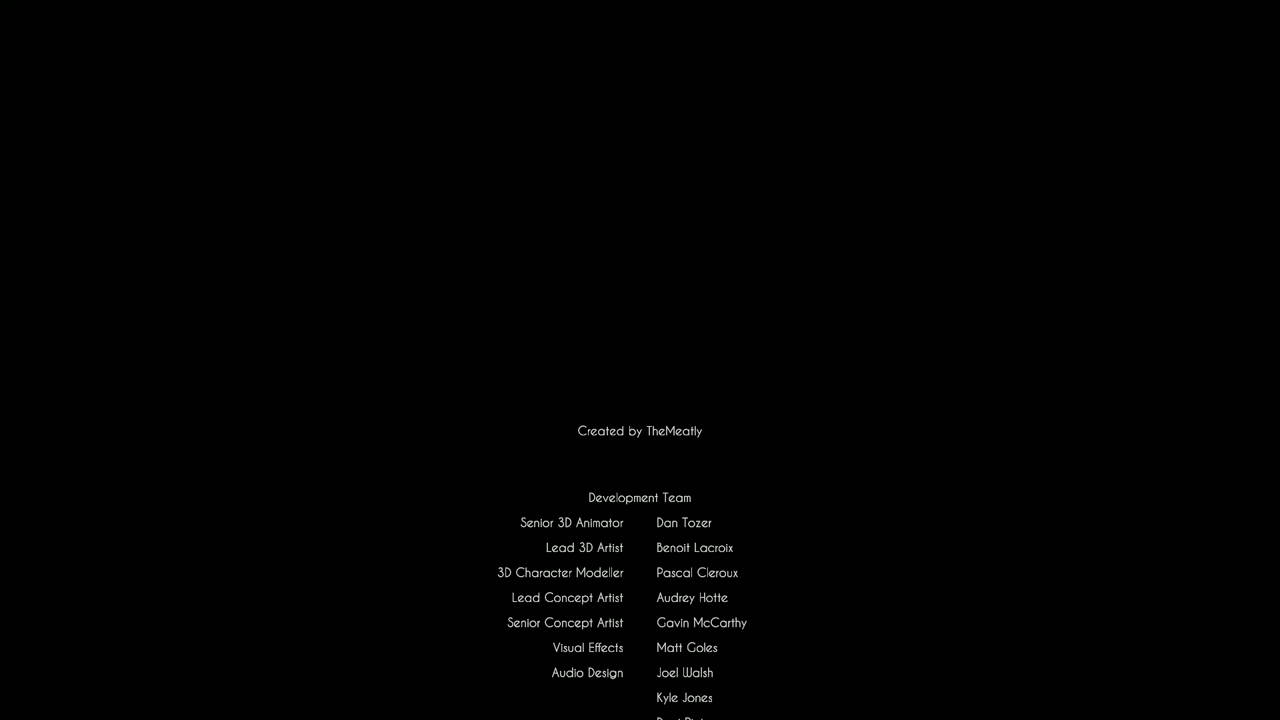 Created by TheMeatly
Development Team
Senior 3D Animator Dan Tozer
Lead 3D Artist Benoit Lacroix
3D Character Modeller Pascal Cleroux
Lead Concept Artist Audrey Hotte
Senior Concept Artist Gavin McCarthy
Visual Effects Matt Goles
Audio Design Joel Walsh
Kyle Jones